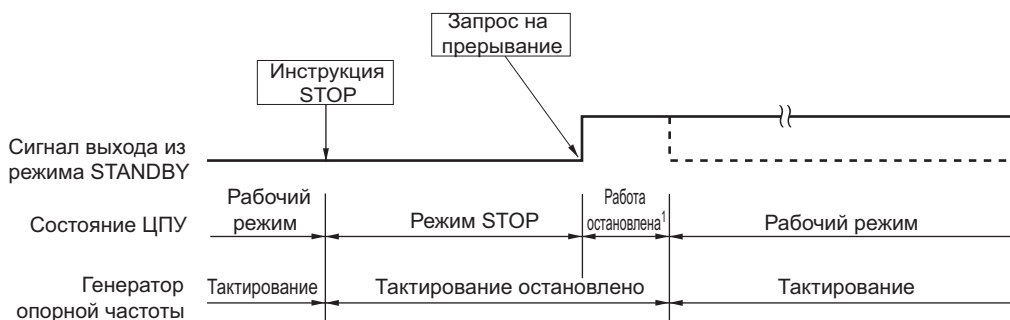 Запрос на
прерывание
Инструкция
STOP
Сигнал выхода из
режима STANDBY
Состояние ЦПУ
Рабочий
режим
Режим STOP
Работа
остановлена¹
Рабочий режим
Генератор
опорной частоты
Тактирование
Тактирование остановлено
Тактирование